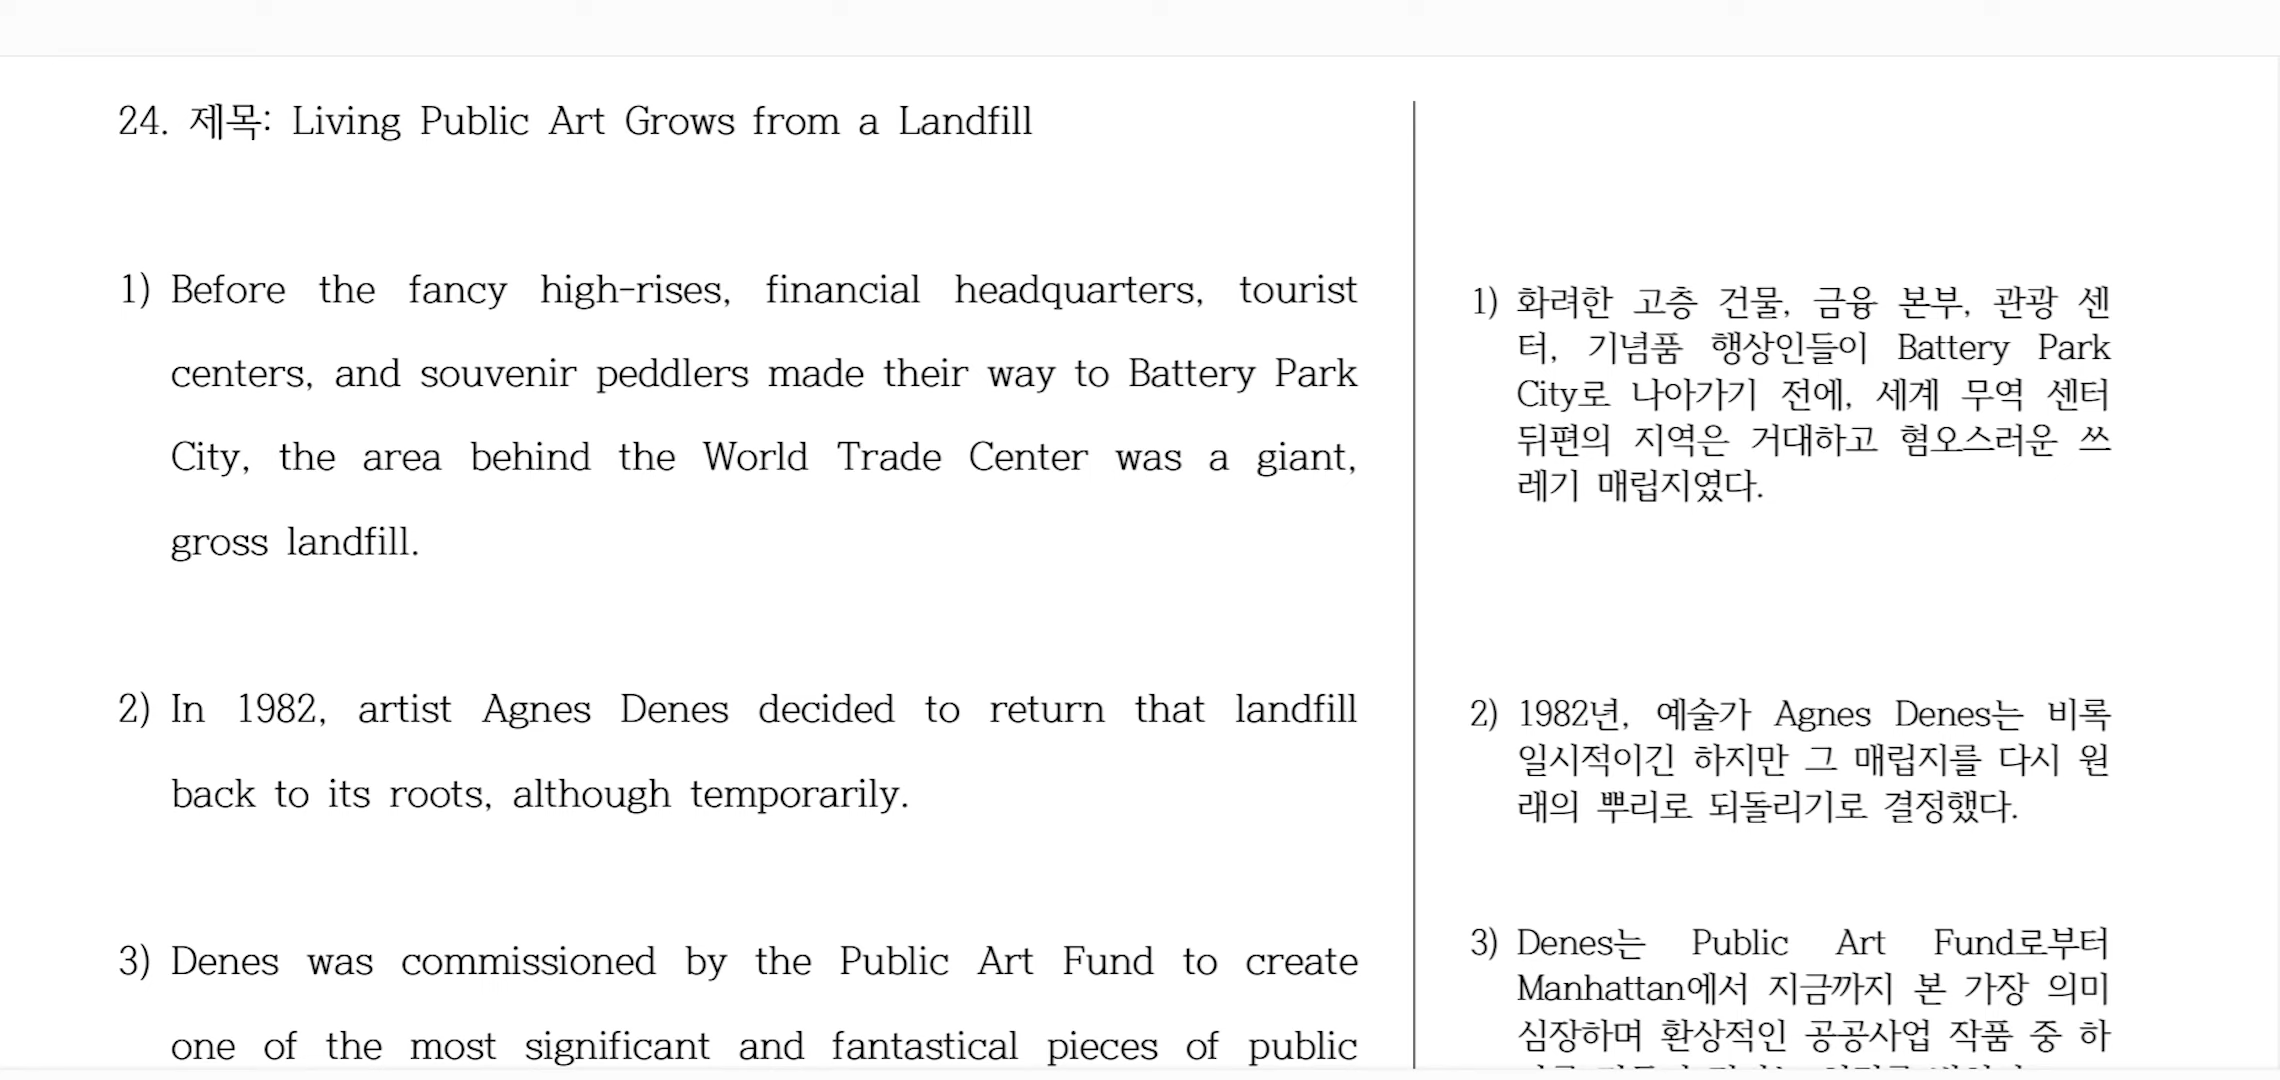 24. 제목: Living Public Art Grows from a Landfill
1) Before the fancy high-rises, financial headquarters, tourist
centers, and souvenir peddlers made their way to Battery Park
City, the area behind the World Trade Center was a giant,
gross landfill.
2) In 1982, artist Agnes Denes decided to return that landfill
back to its roots, although temporarily.
3) Denes was commissioned by the Public Art Fund to create
one of the most significant and fantastical pieces of public
1) 화려한 고층 건물, 금융 본부, 관광 센
터, 기념품 행상인들이 Battery Park
City로 나아가기 전에, 세계 무역 센터
뒤편의 지역은 거대하고 혐오스러운 쓰
레기 매립지였다.
2) 1982년, 예술가 Agnes Denes는 비록
일시적이긴 하지만 그 매립지를 다시 원
래의 뿌리로 되돌리기로 결정했다.
3) Denes는 Public Art Fund로부터
Manhattan에서 지금까지 본 가장 의미
심장하며 환상적인 공공사업 작품 중 하